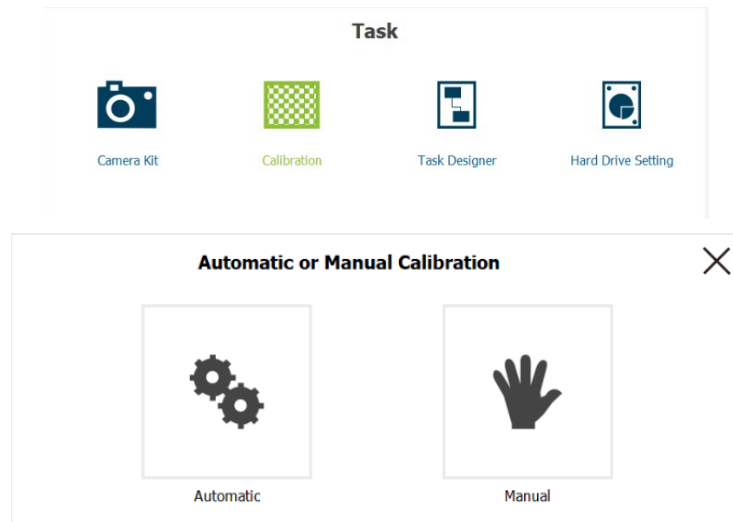 Task
Camera Kit
Calibration
Task Designer
Hard Drive Setting
Automatic or Manual Calibration
Automatic
Manual